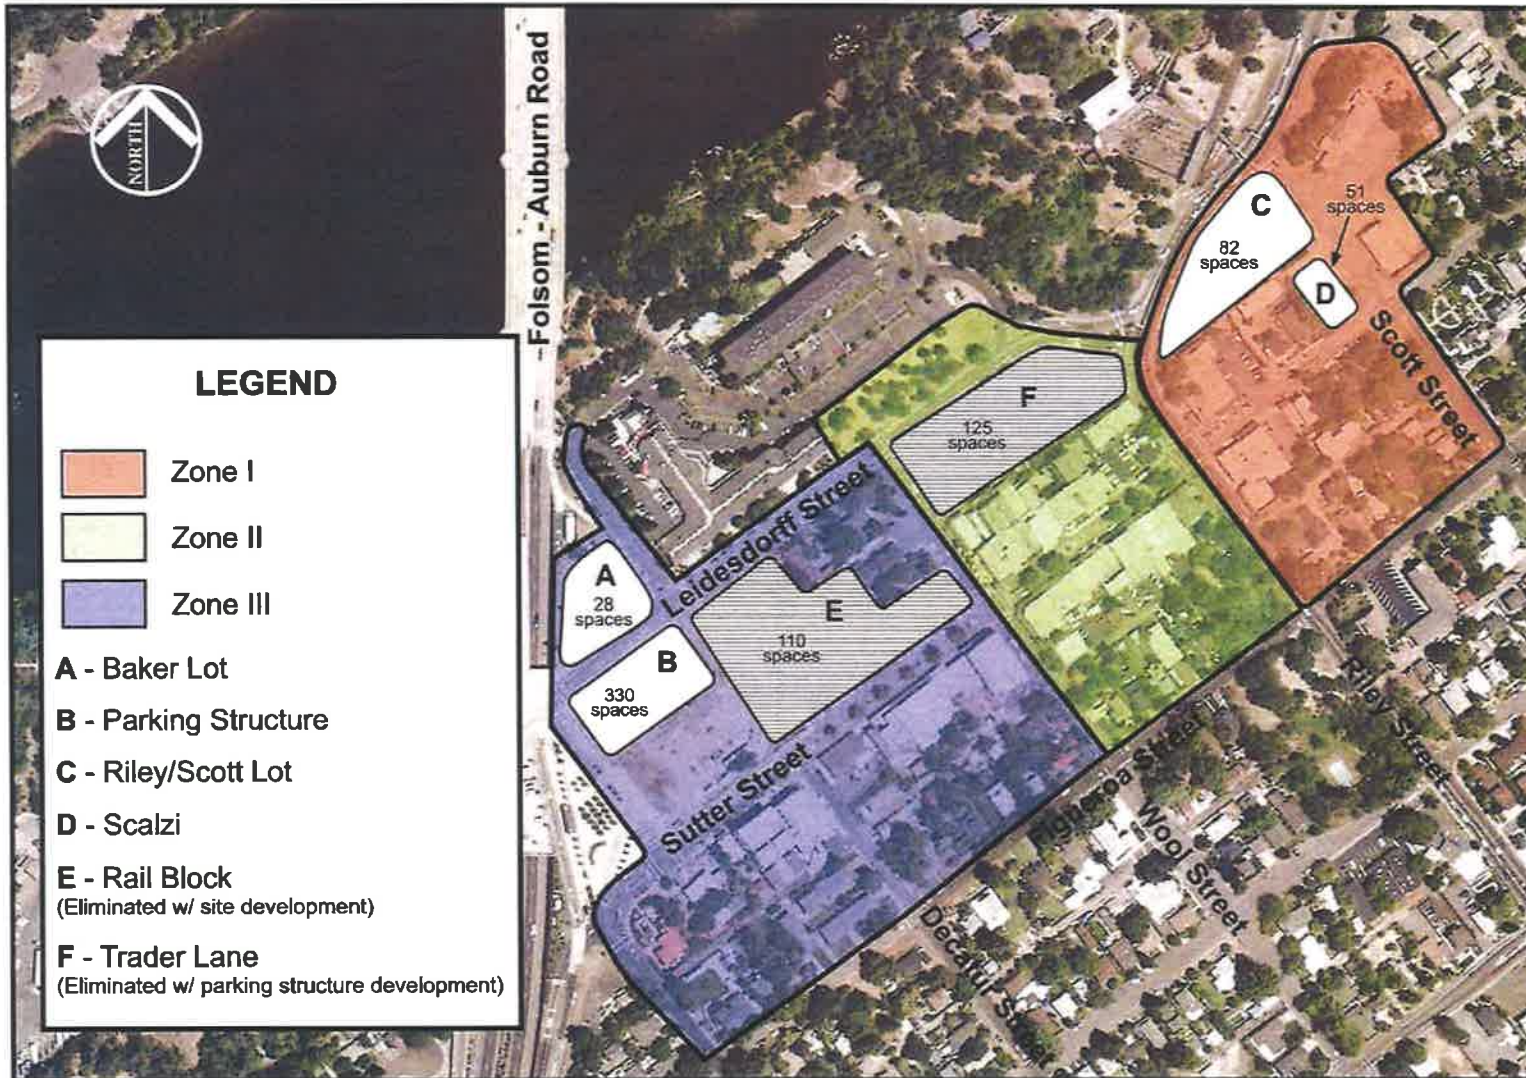 NORTH
Folsom - Auburn Road
LEGEND
Zone I
Zone II
Zone III
A - Baker Lot
B - Parking Structure
C - Riley/Scott Lot
D - Scalzi
E - Rail Block
(Eliminated w/ site development)
F - Trader Lane
(Eliminated w/ parking structure development)
C
82
spaces
51
spaces
D
Scott Street
F
125
spaces
Leidesdorff Street
A
28
spaces
B
330
spaces
E
110
spaces
Sutter Street
Figueroa Street
Riley Street
Wool Street
Decatur Street